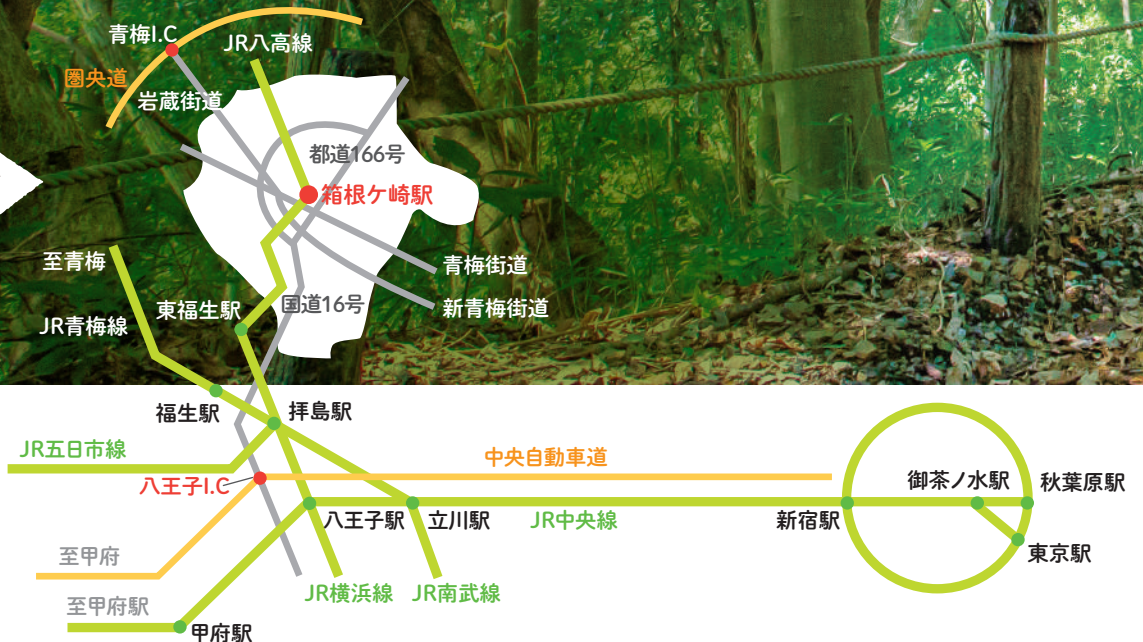 青梅I.C
JR八高線
圏央道
岩蔵街道
都道166号
箱根ケ崎駅
至青梅
青梅街道
東福生駅
国道16号
新青梅街道
JR青梅線
福生駅
拝島駅
JR五日市線
中央自動車道
八王子I.C
御茶ノ水駅
秋葉原駅
八王子駅
立川駅
JR中央線
新宿駅
東京駅
至甲府
JR横浜線
JR南武線
至甲府駅
甲府駅